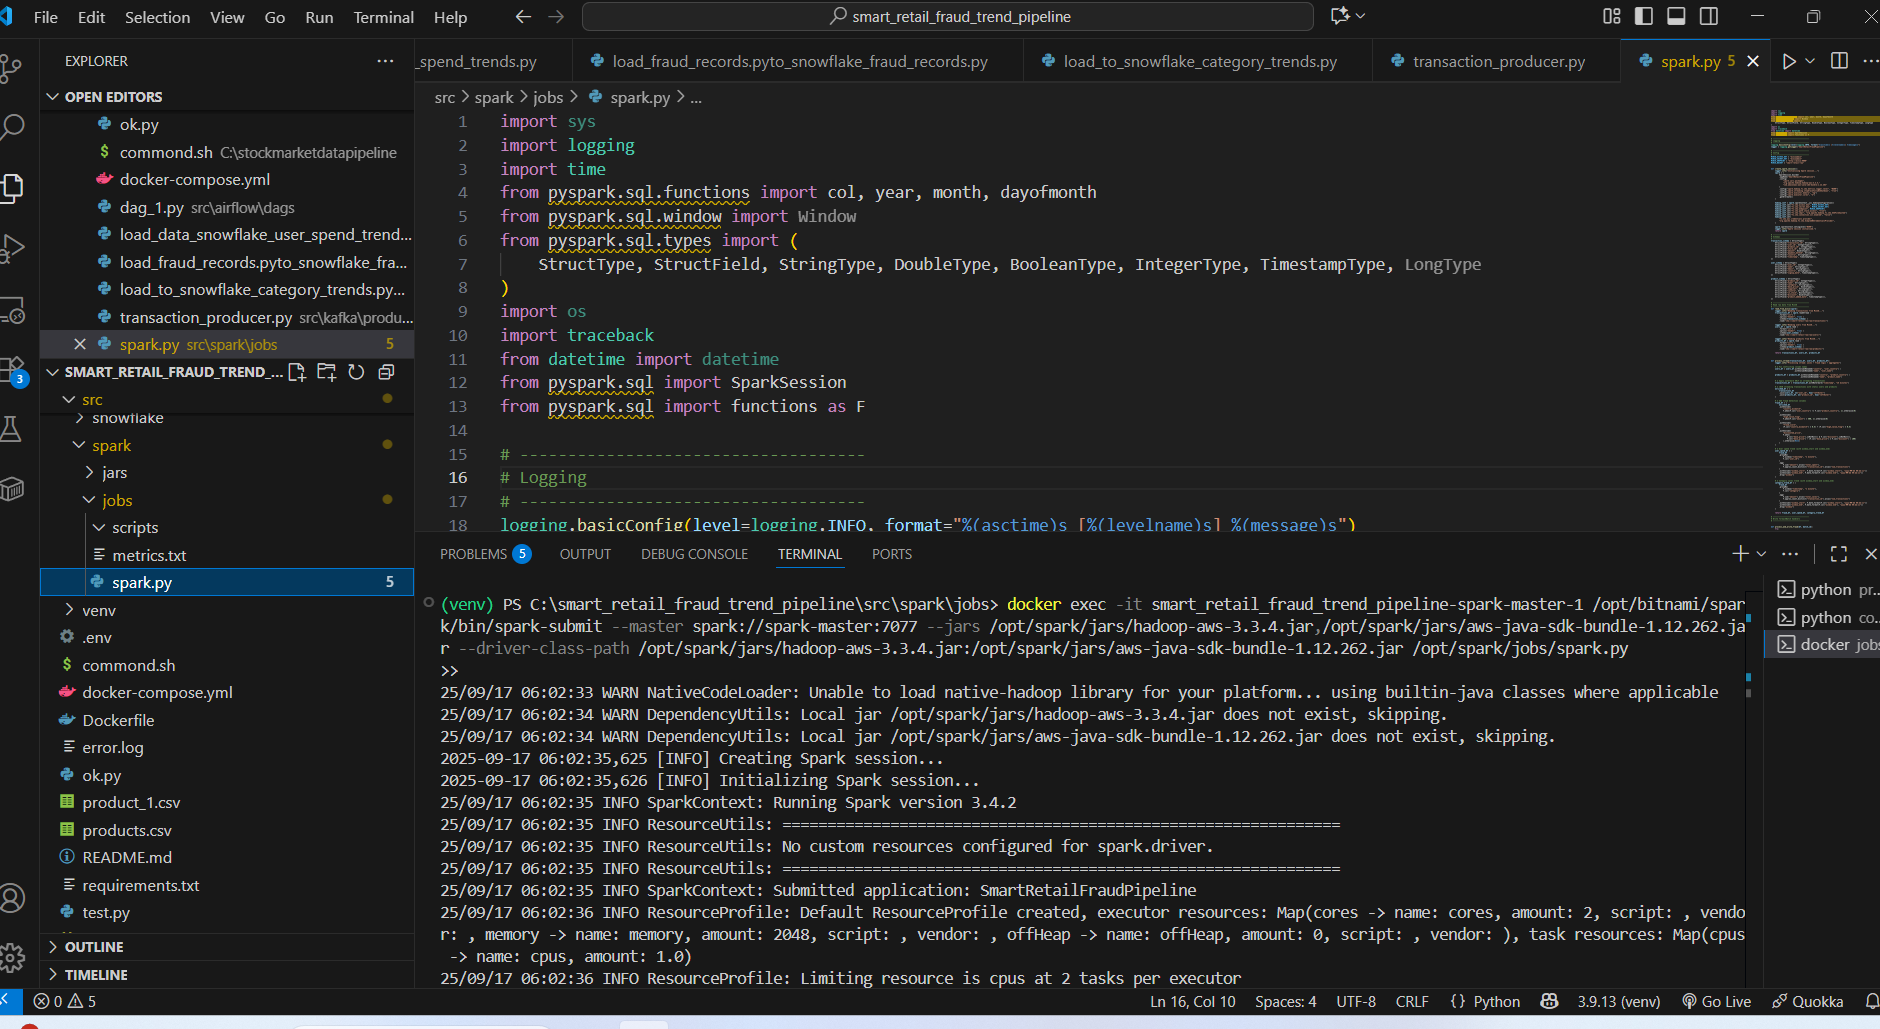 File Edit Selection View Go Run Terminal Help
smart_retail_fraud_trend_pipeline
EXPLORER
OPEN EDITORS
ok.py
commond.sh C:\stockmarketdatapipeline
docker-compose.yml
dag_1.py src\airflow\dags
load_data_snowflake_user_spend_trend...
load_fraud_records.pyto_snowflake_fra...
load_to_snowflake_category_trends.py...
transaction_producer.py src\kafka\produ...
spark.py src\spark\jobs 5
SMART_RETAIL_FRAUD_TREND_...
src
snowflake
spark
jars
jobs
scripts
metrics.txt
spark.py 5
venv
.env
commond.sh
docker-compose.yml
Dockerfile
error.log
ok.py
product_1.csv
products.csv
README.md
requirements.txt
test.py
OUTLINE
TIMELINE
3
_spend_trends.py load_fraud_records.pyto_snowflake_fraud_records.py load_to_snowflake_category_trends.py transaction_producer.py spark.py 5
src > spark > jobs > spark.py > ...
1 import sys
2 import logging
3 import time
4 from pyspark.sql.functions import col, year, month, dayofmonth
5 from pyspark.sql.window import Window
6 from pyspark.sql.types import (
7 StructType, StructField, StringType, DoubleType, BooleanType, IntegerType, TimestampType, LongType
8 )
9 import os
10 import traceback
11 from datetime import datetime
12 from pyspark.sql import SparkSession
13 from pyspark.sql import functions as F
14
15 # ------------------------------------
16 # Logging
17 # ------------------------------------
18 logging.basicConfig(level=logging.INFO, format="%(asctime)s [%(levelname)s] %(message)s")
PROBLEMS 5 OUTPUT DEBUG CONSOLE TERMINAL PORTS
(venv) PS C:\smart_retail_fraud_trend_pipeline\src\spark\jobs> docker exec -it smart_retail_fraud_trend_pipeline-spark-master-1 /opt/bitnami/spar
k/bin/spark-submit --master spark://spark-master:7077 --jars /opt/spark/jars/hadoop-aws-3.3.4.jar,/opt/spark/jars/aws-java-sdk-bundle-1.12.262.ja
r --driver-class-path /opt/spark/jars/hadoop-aws-3.3.4.jar:/opt/spark/jars/aws-java-sdk-bundle-1.12.262.jar /opt/spark/jobs/spark.py
>>
25/09/17 06:02:33 WARN NativeCodeLoader: Unable to load native-hadoop library for your platform... using builtin-java classes where applicable
25/09/17 06:02:34 WARN DependencyUtils: Local jar /opt/spark/jars/hadoop-aws-3.3.4.jar does not exist, skipping.
25/09/17 06:02:34 WARN DependencyUtils: Local jar /opt/spark/jars/aws-java-sdk-bundle-1.12.262.jar does not exist, skipping.
2025-09-17 06:02:35,625 [INFO] Creating Spark session...
2025-09-17 06:02:35,626 [INFO] Initializing Spark session...
25/09/17 06:02:35 INFO SparkContext: Running Spark version 3.4.2
25/09/17 06:02:35 INFO ResourceUtils: ==============================================================
25/09/17 06:02:35 INFO ResourceUtils: No custom resources configured for spark.driver.
25/09/17 06:02:35 INFO ResourceUtils: ==============================================================
25/09/17 06:02:35 INFO SparkContext: Submitted application: SmartRetailFraudPipeline
25/09/17 06:02:36 INFO ResourceProfile: Default ResourceProfile created, executor resources: Map(cores -> name: cores, amount: 2, script: , vendo
r: , memory -> name: memory, amount: 2048, script: , vendor: , offHeap -> name: offHeap, amount: 0, script: , vendor: ), task resources: Map(cpus
-> name: cpus, amount: 1.0)
25/09/17 06:02:36 INFO ResourceProfile: Limiting resource is cpus at 2 tasks per executor
python pr...
python co...
docker jobs
0 5 Ln 16, Col 10 Spaces: 4 UTF-8 CRLF {} Python 3.9.13 (venv) Go Live Quokka